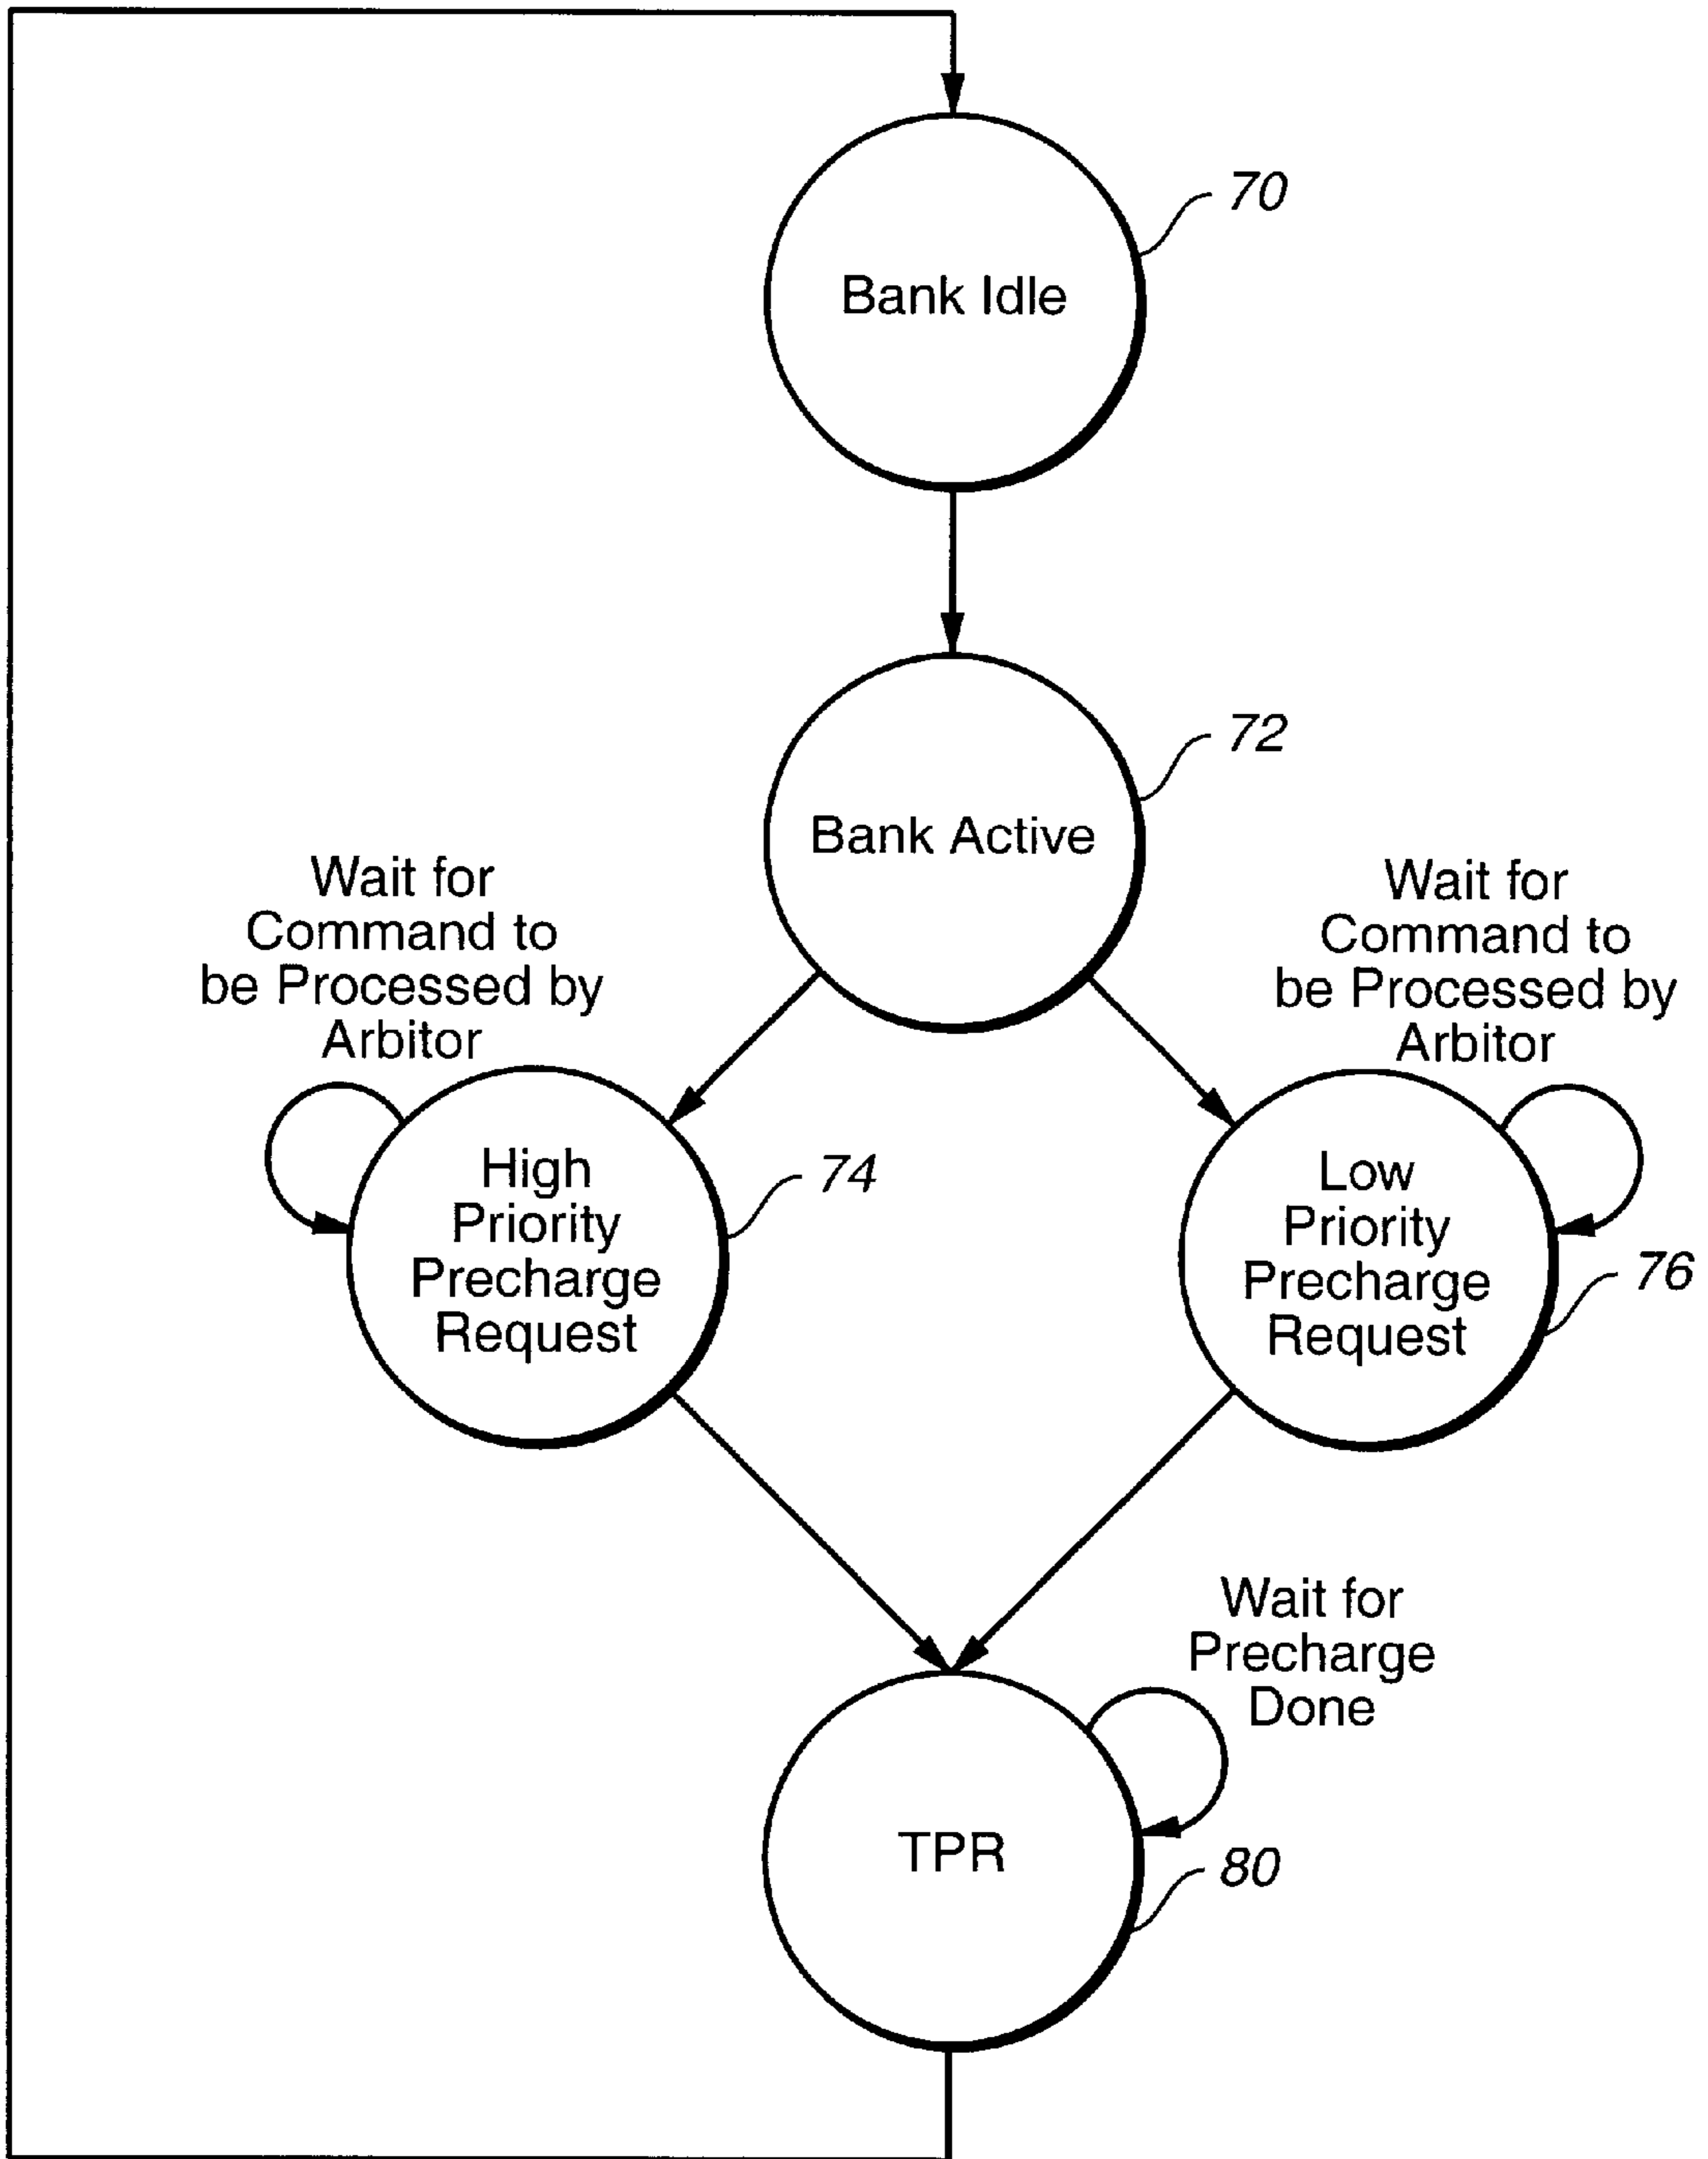 70
Bank Idle
72
Bank Active
Wait for
Command to
be Processed by
Arbitor
Wait for
Command to
be Processed by
Arbitor
High
Priority
Precharge
Request
74
Low
Priority
Precharge
Request
76
Wait for
Precharge
Done
TPR
80